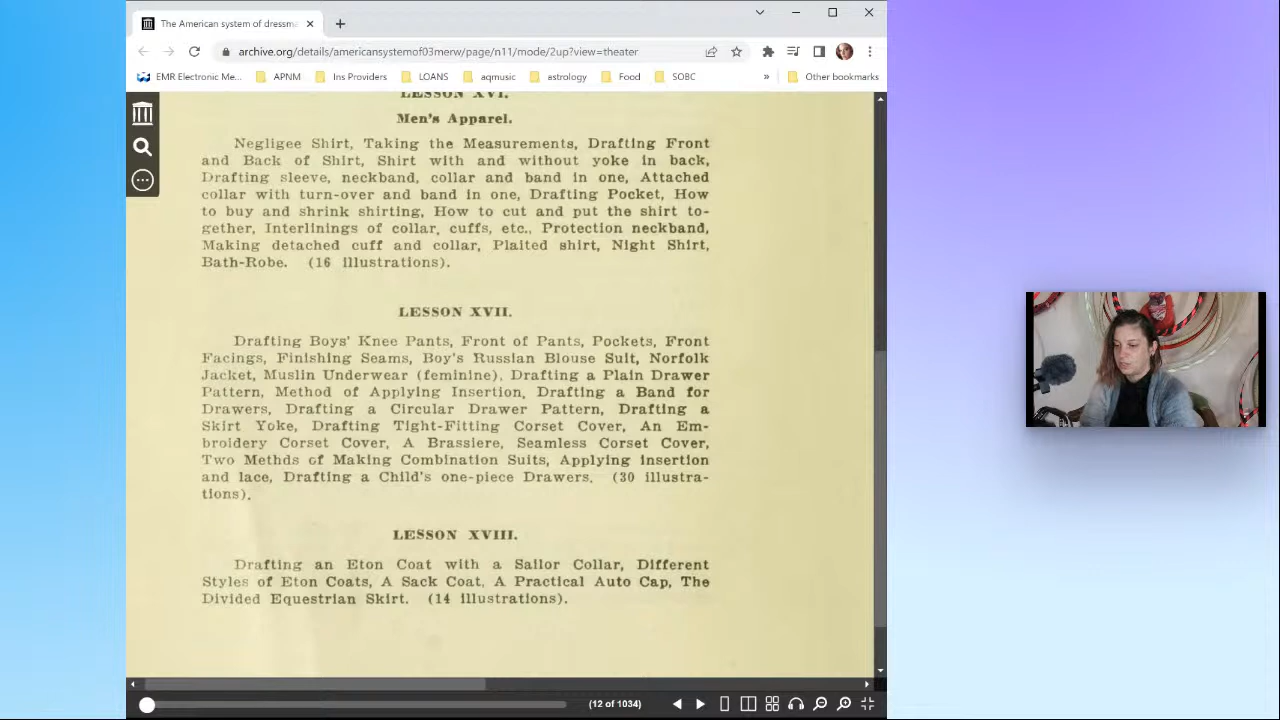 The American system of dressma
archive.org/details/americansystemof03merw/page/n11/mode/2up?view=theater
EMR Electronic Me... APNM Ins Providers LOANS aqmusic astrology Food SOBC » Other bookmarks
LESSON XVI.
Men's Apparel.
Negligee Shirt, Taking the Measurements, Drafting Front
and Back of Shirt, Shirt with and without yoke in back,
Drafting sleeve, neckband, collar and band in one, Attached
collar with turn-over and band in one, Drafting Pocket, How
to buy and shrink shirting, How to cut and put the shirt to-
gether, Interlinings of collar, cuffs, etc., Protection neckband,
Making detached cuff and collar, Plaited shirt, Night Shirt,
Bath-Robe. (16 illustrations).
LESSON XVII.
Drafting Boys' Knee Pants, Front of Pants, Pockets, Front
Facings, Finishing Seams, Boy's Russian Blouse Suit, Norfolk
Jacket, Muslin Underwear (feminine), Drafting a Plain Drawer
Pattern, Method of Applying Insertion, Drafting a Band for
Drawers, Drafting a Circular Drawer Pattern, Drafting a
Skirt Yoke, Drafting Tight-Fitting Corset Cover, An Em-
broidery Corset Cover, A Brassiere, Seamless Corset Cover,
Two Methds of Making Combination Suits, Applying insertion
and lace, Drafting a Child's one-piece Drawers. (30 illustra-
tions).
LESSON XVIII.
Drafting an Eton Coat with a Sailor Collar, Different
Styles of Eton Coats, A Sack Coat, A Practical Auto Cap, The
Divided Equestrian Skirt. (14 illustrations).
(12 of 1034)